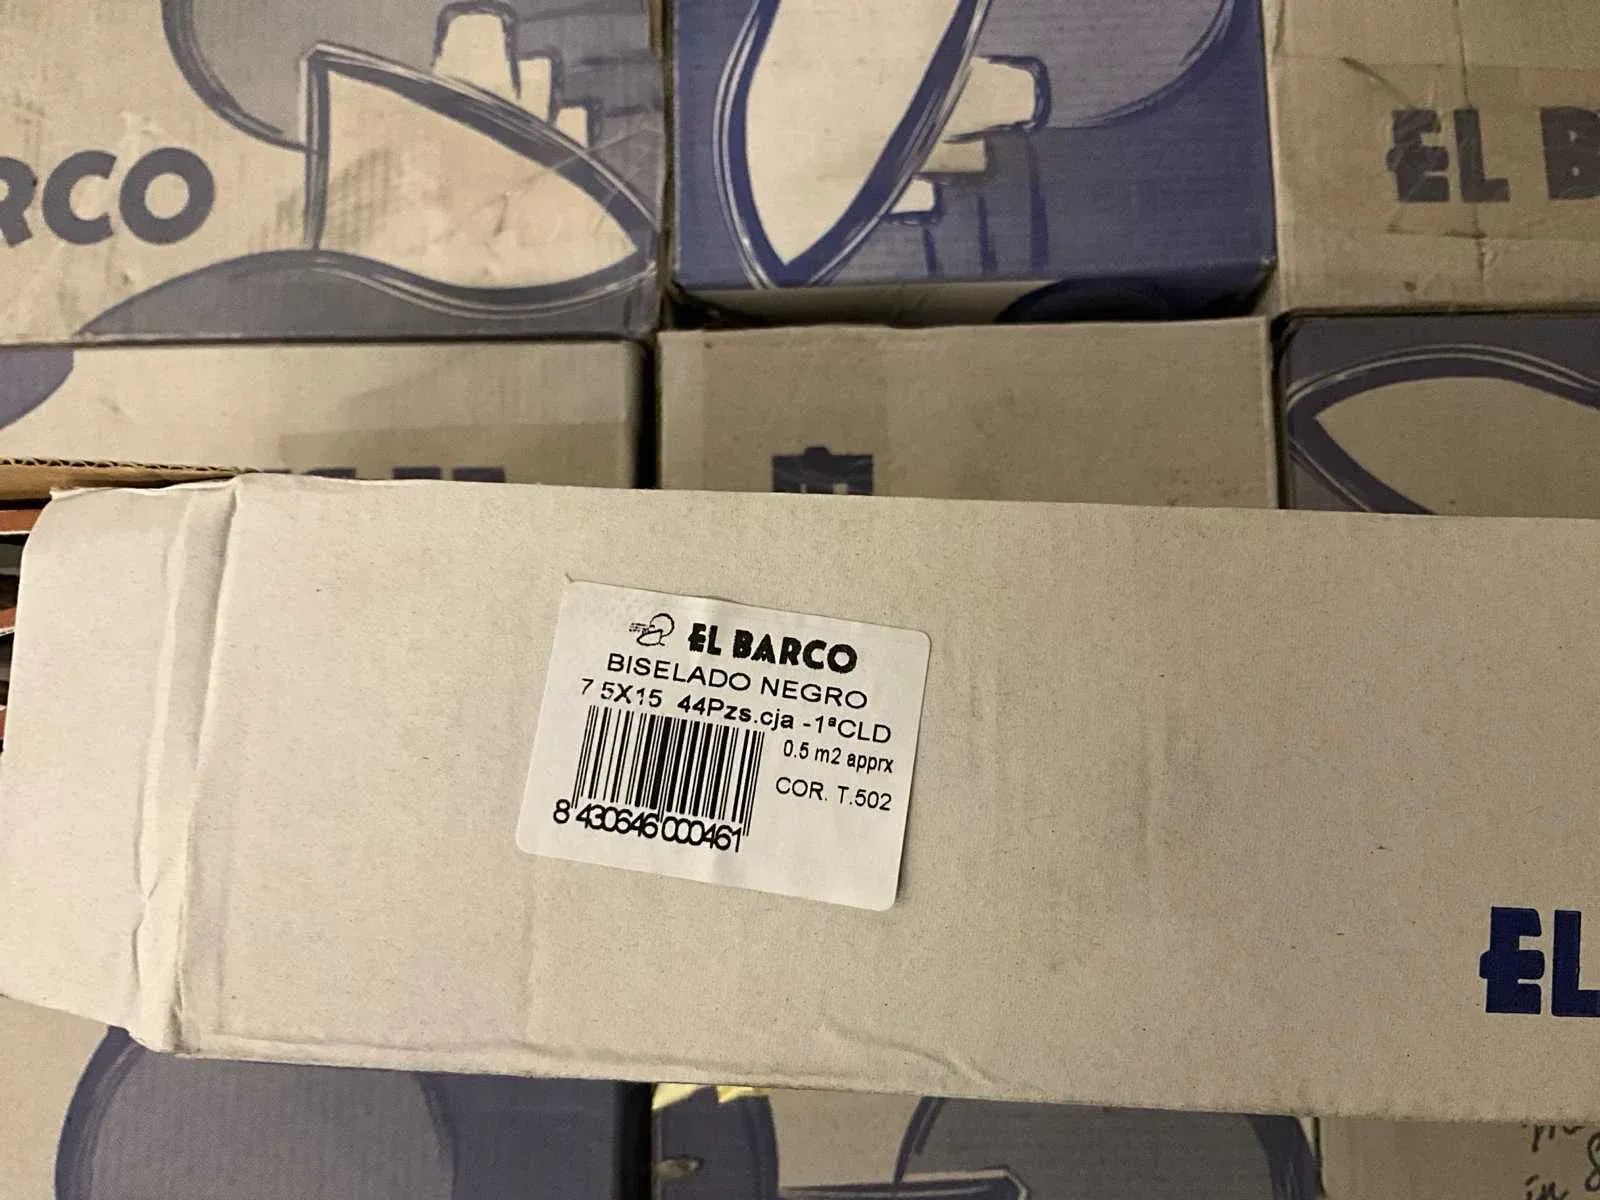 RCO
EL B
EL BARCO
BISELADO NEGRO
7 5X15 44Pzs.cja -1ªCLD
0.5 m2 apprx
COR. T.502
8 430646 000461
EL